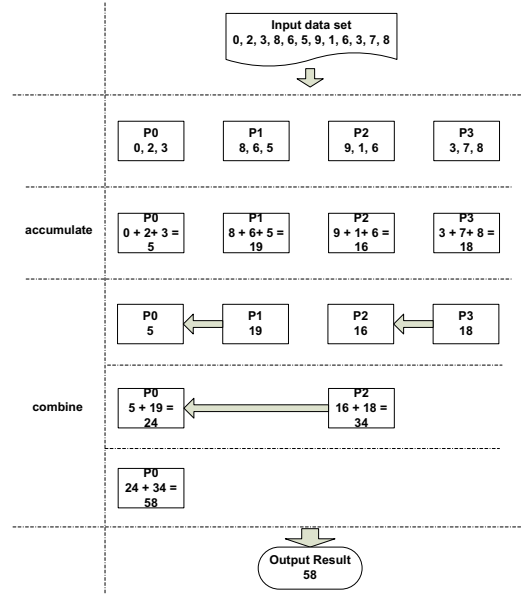 Input data set
0, 2, 3, 8, 6, 5, 9, 1, 6, 3, 7, 8
P0
0, 2, 3
P1
8, 6, 5
P2
9, 1, 6
P3
3, 7, 8
accumulate
P0
0 + 2+ 3 =
5
P1
8 + 6+ 5 =
19
P2
9 + 1+ 6 =
16
P3
3 + 7+ 8 =
18
combine
P0
5
P1
19
P2
16
P3
18
P0
5 + 19 =
24
P2
16 + 18 =
34
P0
24 + 34 =
58
Output Result
58